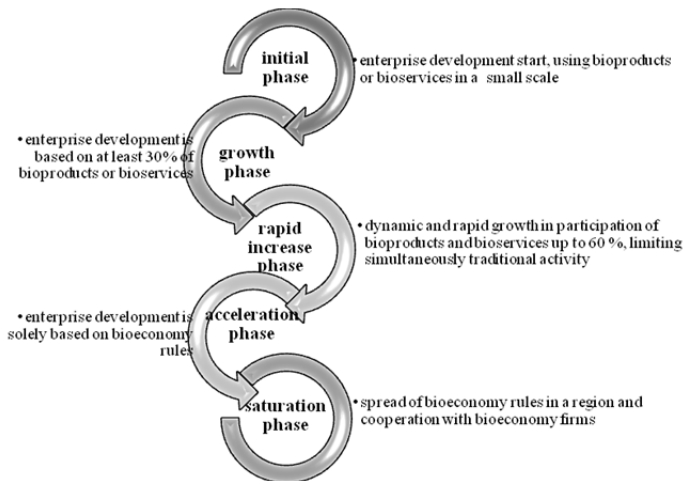 initial
phase
• enterprise development start, using bioproducts
or bioservices in a small scale
• enterprise development is
based on at least 30% of
bioproducts or bioservices
growth
phase
rapid
increase
phase
• dynamic and rapid growth in participation of
bioproducts and bioservices up to 60 %, limiting
simultaneously traditional activity
• enterprise development is
solely based on bioeconomy
rules
acceleration
phase
saturation
phase
• spread of bioeconomy rules in a region and
cooperation with bioeconomy firms